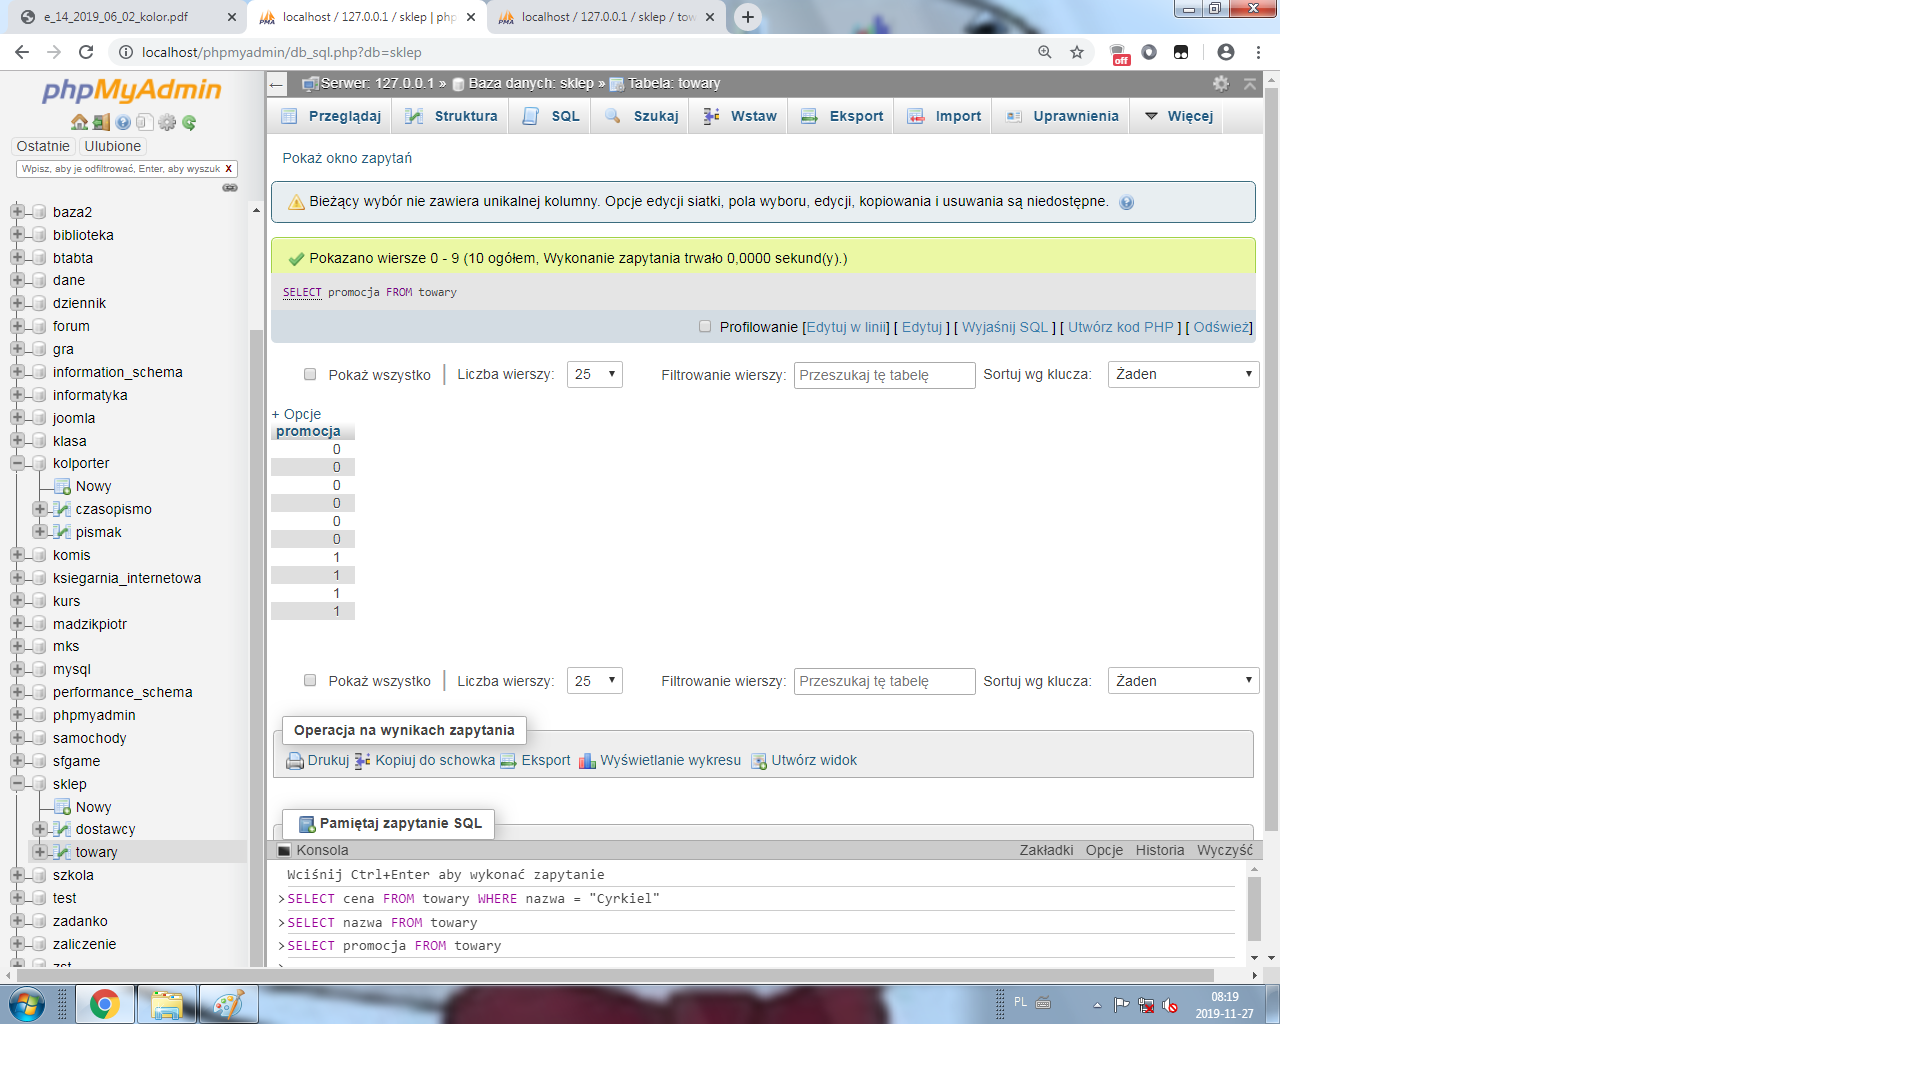 e_14_2019_06_02_kolor.pdf
localhost / 127.0.0.1 / sklep | php
localhost / 127.0.0.1 / sklep / tow
localhost/phpmyadmin/db_sql.php?db=sklep
off
phpMyAdmin
Ostatnie Ulubione
Wpisz, aby je odfiltrować, Enter, aby wyszuk X
baza2
biblioteka
btabta
dane
dziennik
forum
gra
information_schema
informatyka
joomla
klasa
kolporter
Nowy
czasopismo
pismak
komis
ksiegarnia_internetowa
kurs
madzikpiotr
mks
mysql
performance_schema
phpmyadmin
samochody
sfgame
sklep
Nowy
dostawcy
towary
szkola
test
zadanko
zaliczenie
zst
Serwer: 127.0.0.1 » Baza danych: sklep » Tabela: towary
Przeglądaj Struktura SQL Szukaj Wstaw Eksport Import Uprawnienia Więcej
Pokaż okno zapytań
Bieżący wybór nie zawiera unikalnej kolumny. Opcje edycji siatki, pola wyboru, edycji, kopiowania i usuwania są niedostępne.
Pokazano wiersze 0 - 9 (10 ogółem, Wykonanie zapytania trwało 0,0000 sekund(y).)
SELECT promocja FROM towary
Profilowanie [Edytuj w linii] [ Edytuj ] [ Wyjaśnij SQL ] [ Utwórz kod PHP ] [ Odśwież]
Pokaż wszystko Liczba wierszy: 25 Filtrowanie wierszy: Przeszukaj tę tabelę Sortuj wg klucza: Żaden
+ Opcje
promocja
0
0
0
0
0
0
1
1
1
1
Pokaż wszystko Liczba wierszy: 25 Filtrowanie wierszy: Przeszukaj tę tabelę Sortuj wg klucza: Żaden
Operacja na wynikach zapytania
Drukuj Kopiuj do schowka Eksport Wyświetlanie wykresu Utwórz widok
Pamiętaj zapytanie SQL
Konsola Zakładki Opcje Historia Wyczyść
Wciśnij Ctrl+Enter aby wykonać zapytanie
>SELECT cena FROM towary WHERE nazwa = "Cyrkiel"
>SELECT nazwa FROM towary
>SELECT promocja FROM towary
>
PL
08:19
2019-11-27